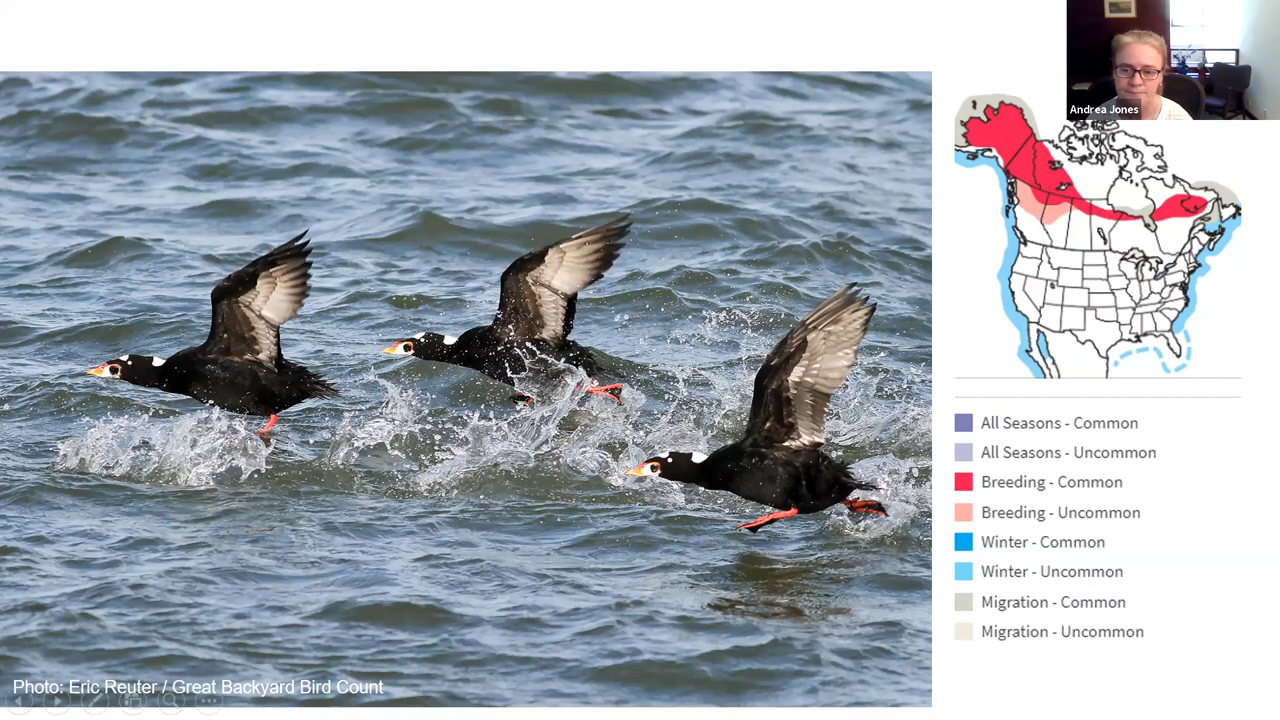 Andrea Jones
All Seasons - Common
All Seasons - Uncommon
Breeding - Common
Breeding - Uncommon
Winter - Common
Winter - Uncommon
Migration - Common
Migration - Uncommon
Photo: Eric Reuter / Great Backyard Bird Count